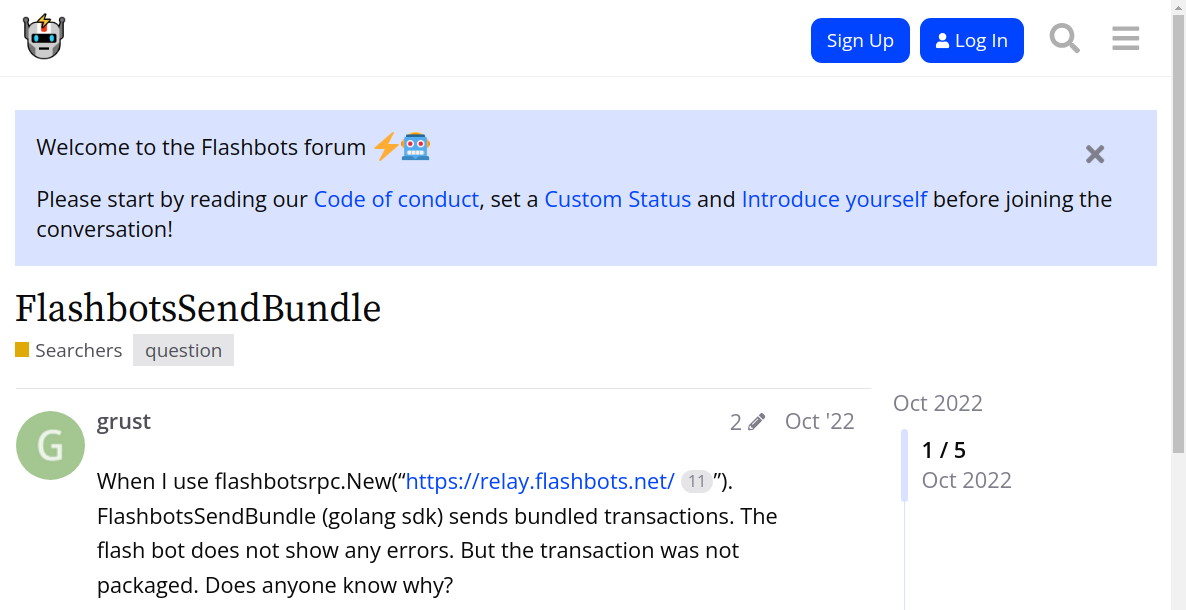 Sign Up
Log In
Welcome to the Flashbots forum
Please start by reading our Code of conduct, set a Custom Status and Introduce yourself before joining the
conversation!
FlashbotsSendBundle
Searchers question
grust 2 Oct '22
When I use flashbotsrpc.New(“https://relay.flashbots.net/ 11 ”).
FlashbotsSendBundle (golang sdk) sends bundled transactions. The
flash bot does not show any errors. But the transaction was not
packaged. Does anyone know why?
G
Oct 2022
1 / 5
Oct 2022